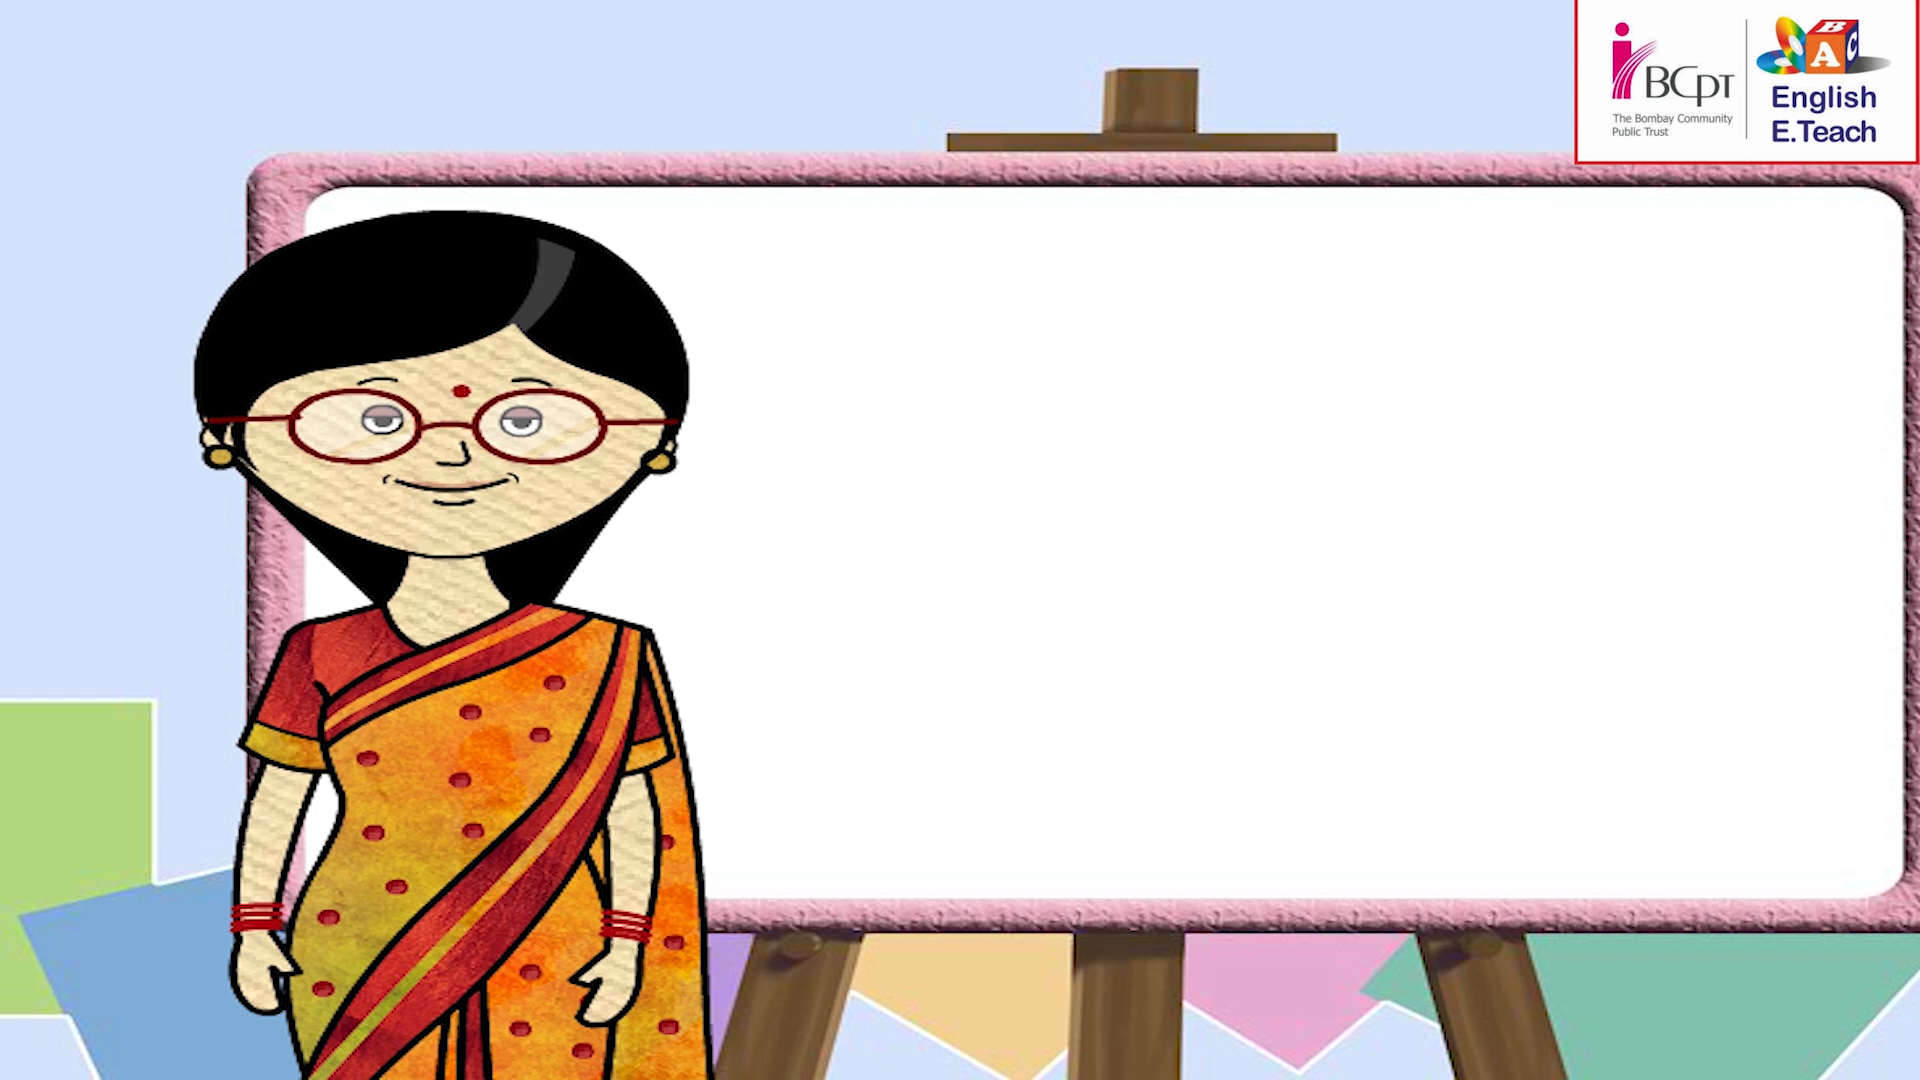 BCPT
The Bombay Community
Public Trust
B
A
C
English
E.Teach